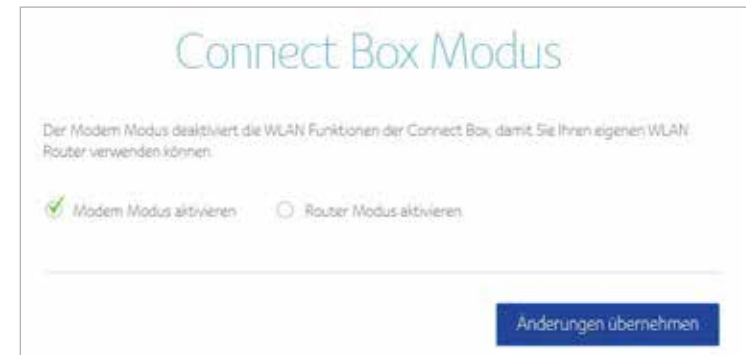 Connect Box Modus
Der Modem Modus deaktiviert die WLAN Funktionen der Connect Box, damit Sie Ihren eigenen WLAN
Router verwenden können.
Modem Modus aktivieren Router Modus aktivieren
Änderungen übernehmen